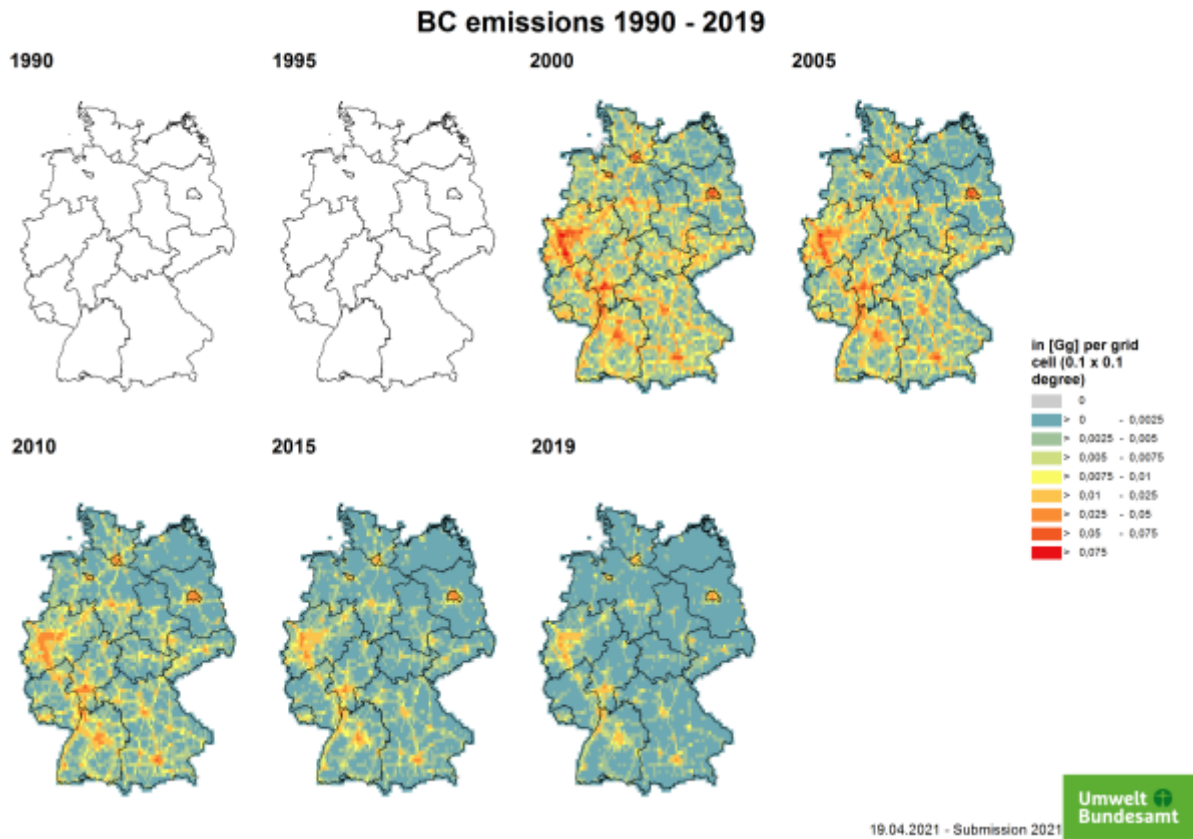 BC emissions 1990 - 2019
1990
1995
2000
2005
in [Gg] per grid
cell (0.1 x 0.1
degree)
0
> 0 - 0,0025
> 0,0025 - 0,005
> 0,005 - 0,0075
> 0,0075 - 0,01
> 0,01 - 0,025
> 0,025 - 0,05
> 0,05 - 0,075
> 0,075
2010
2015
2019
Umwelt
Bundesamt
19.04.2021 - Submission 2021